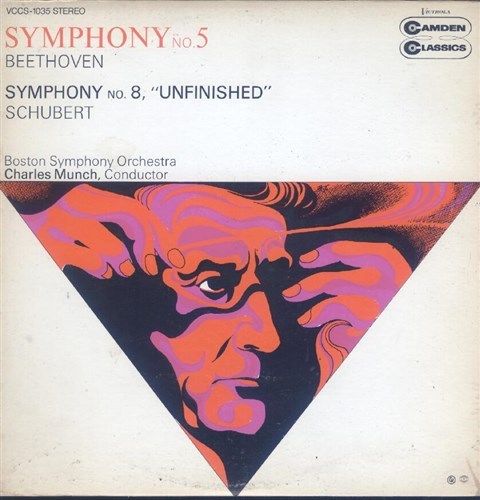 VCCS-1035 STEREO
VICTROLA
CAMDEN
CLASSICS
SYMPHONY NO. 5
BEETHOVEN
SYMPHONY NO. 8, "UNFINISHED"
SCHUBERT
Boston Symphony Orchestra
Charles Munch, Conductor